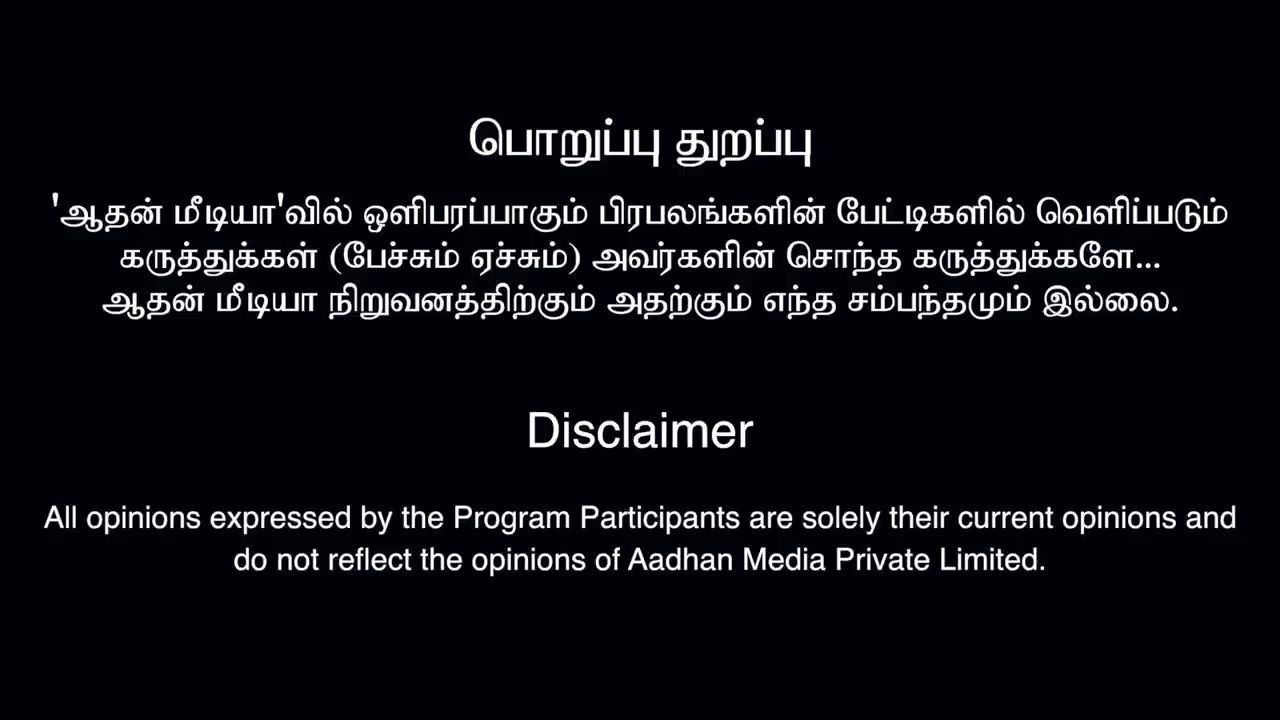 பொறுப்பு துறப்பு
'ஆதன் மீடியா'வில் ஒளிபரப்பாகும் பிரபலங்களின் பேட்டிகளில் வெளிப்படும்
கருத்துக்கள் (பேச்சும் ஏச்சும்) அவர்களின் சொந்த கருத்துக்களே...
ஆதன் மீடியா நிறுவனத்திற்கும் அதற்கும் எந்த சம்பந்தமும் இல்லை.
Disclaimer
All opinions expressed by the Program Participants are solely their current opinions and
do not reflect the opinions of Aadhan Media Private Limited.